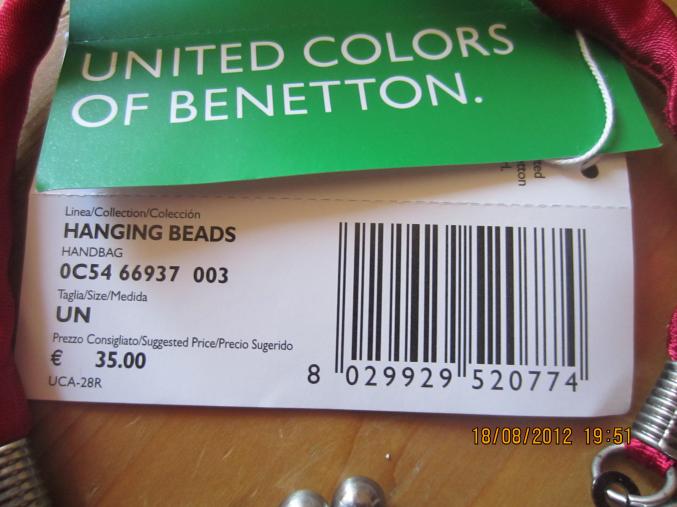 UNITED COLORS
OF BENETTON.
Linea/Collection/Colección
HANGING BEADS
HANDBAG
0C54 66937 003
Taglia/Size/Medida
UN
Prezzo Consigliato/Suggested Price/Precio Sugerido
€ 35.00
UCA-28R
8 029929 520774
18/08/2012 19:51